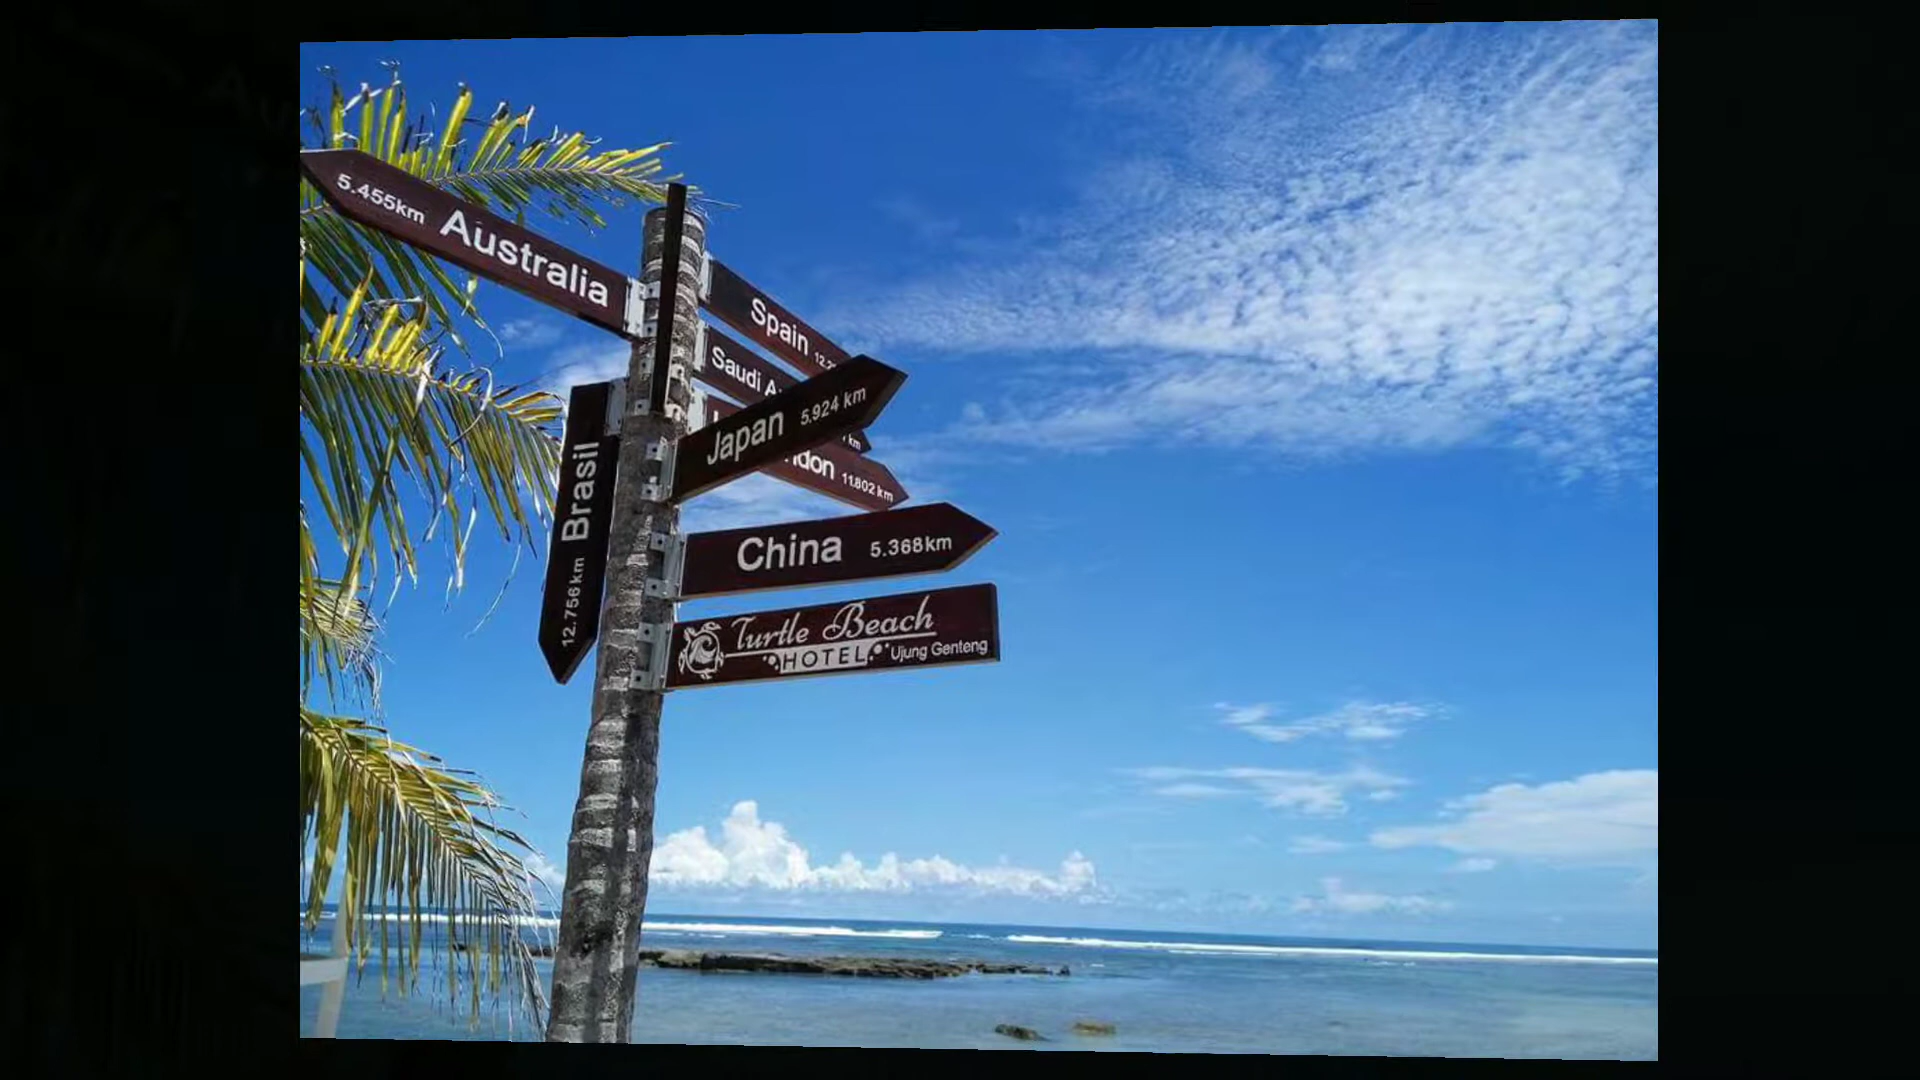 5.455km Australia
Spain
Saudi
Japan 5.924 km
km
11.802 km
Brasil
12.756 km
China 5.368km
Turtle Beach
HOTEL Ujung Genteng